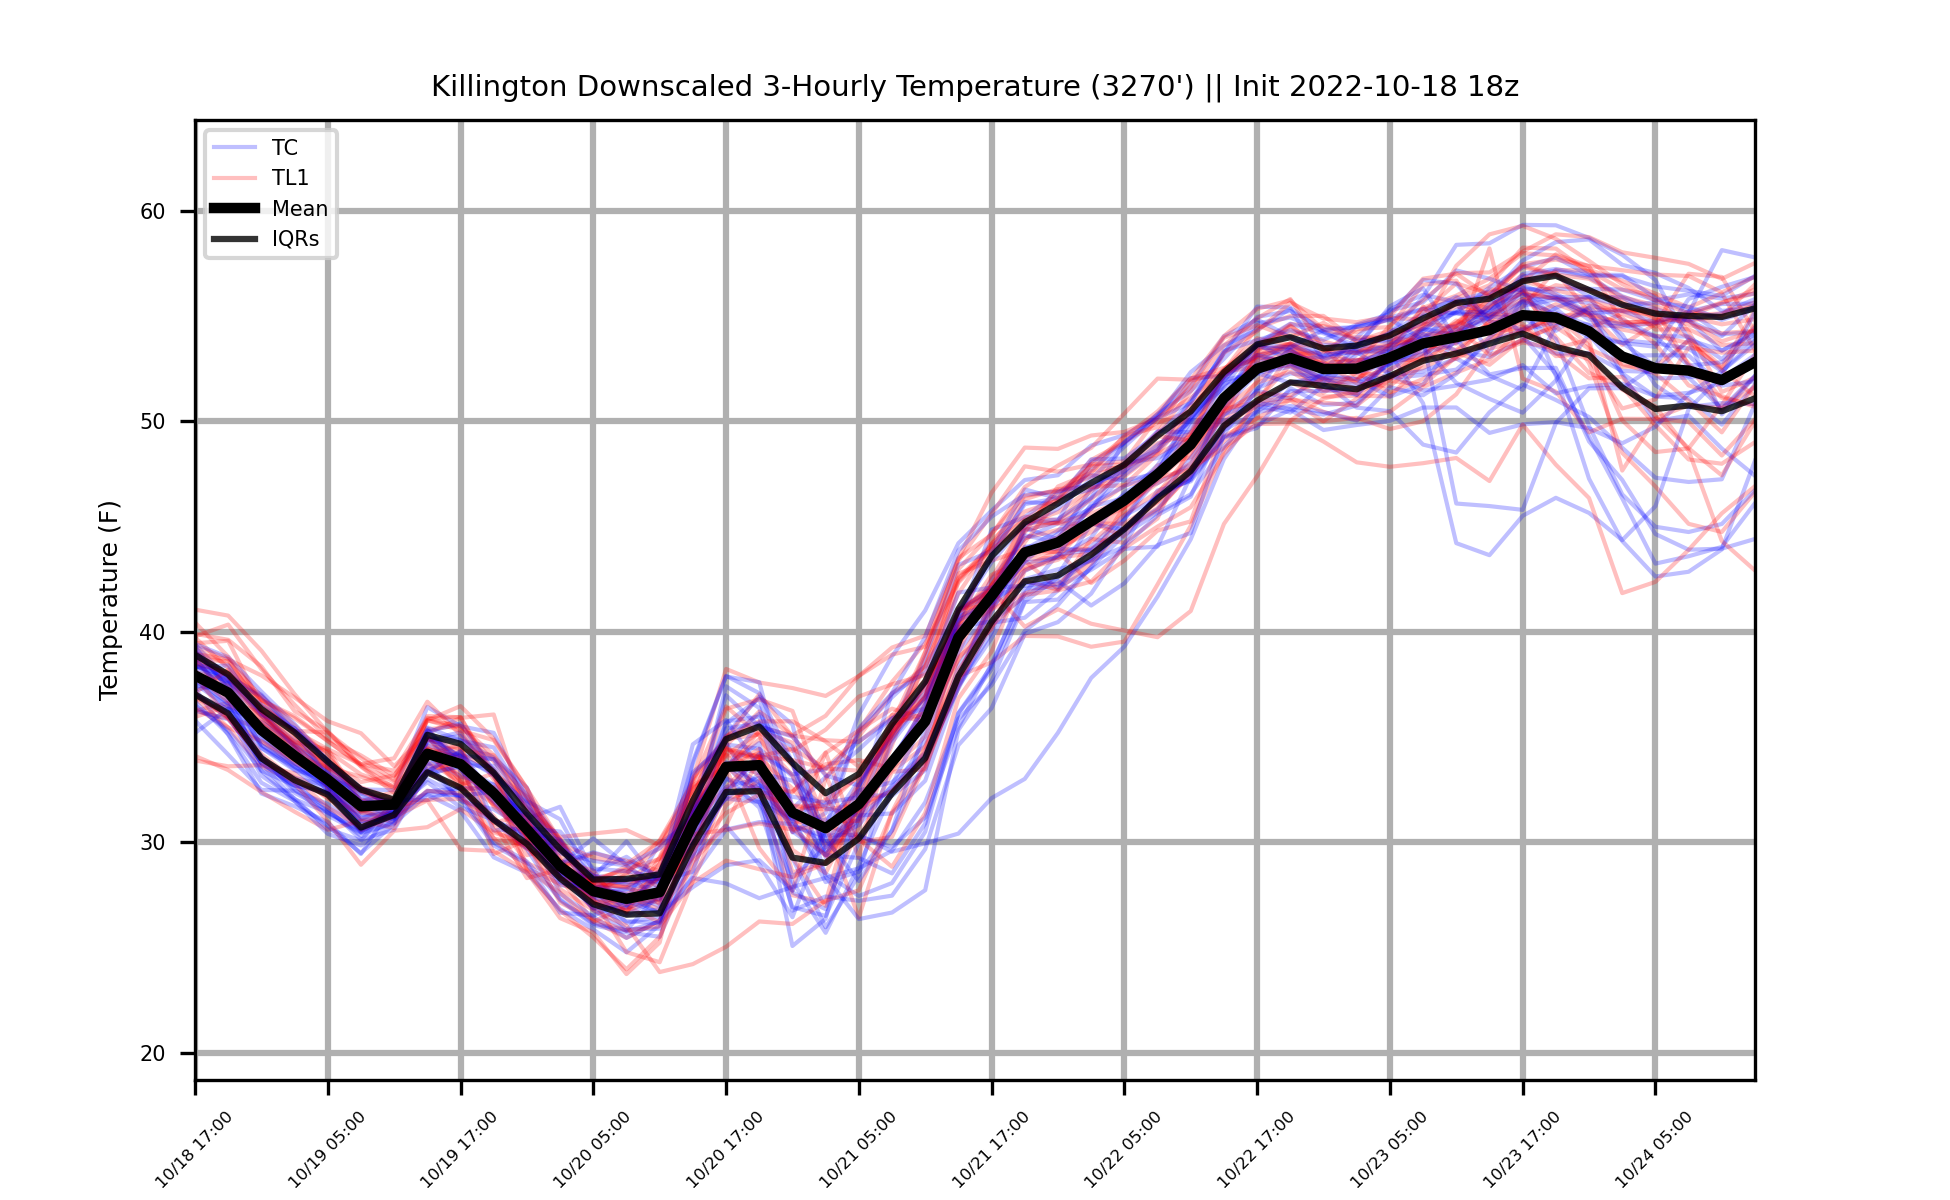 Killington Downscaled 3-Hourly Temperature (3270') || Init 2022-10-18 18z
TC
TL1
Mean
IQRs
Temperature (F)
60
50
40
30
20
10/18 17:00
10/19 05:00
10/19 17:00
10/20 05:00
10/20 17:00
10/21 05:00
10/21 17:00
10/22 05:00
10/22 17:00
10/23 05:00
10/23 17:00
10/24 05:00